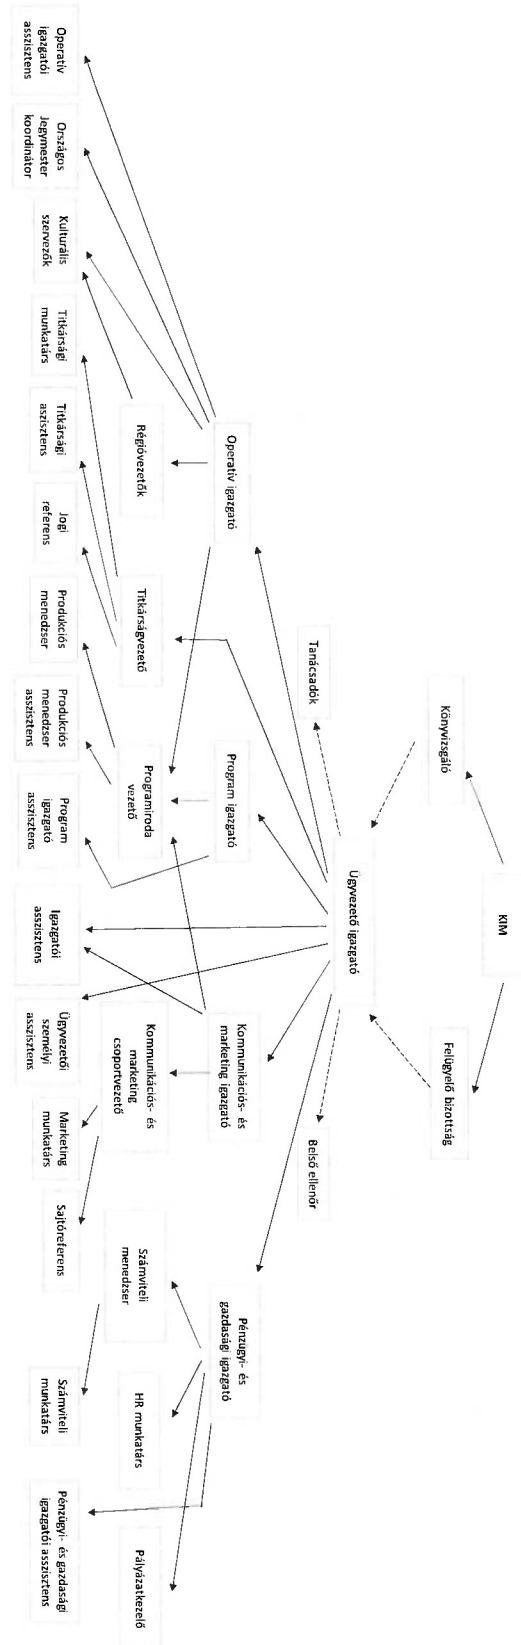 KIM
Könyvizsgáló
Felügyelő bizottság
Ügyvezető igazgató
Tanácsadók
Belső ellenőr
Operatív igazgató
Program igazgató
Kommunikációs- és
marketing igazgató
Pénzügyi- és
gazdasági igazgató
Régióvezetők
Titkárságvezető
Programiroda
vezető
Kommunikációs- és
marketing
csoportvezető
Számviteli
menedzser
HR munkatárs
Pályázatkezelő
Operatív
igazgatói
asszisztens
Országos
Jegymester
koordinátor
Kulturális
szervezők
Titkársági
munkatárs
Titkársági
aszisztens
Jogi
referens
Produkciós
menedzser
Produkciós
menedzser
asszisztens
Program
igazgató
asszisztens
Igazgatói
asszisztens
Ügyvezetői
személyi
asszisztens
Marketing
munkatárs
Sajtóreferens
Számviteli
munkatárs
Pénzügyi- és gazdasági
igazgatói asszisztens